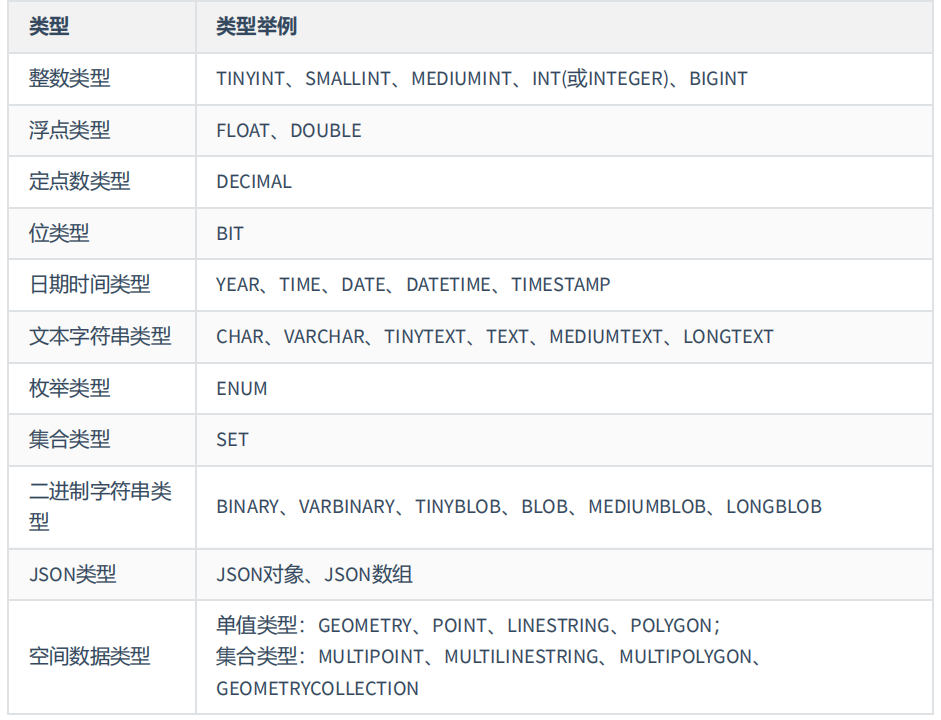 类型 类型举例
整数类型 TINYINT、SMALLINT、MEDIUMINT、INT(或INTEGER)、BIGINT
浮点类型 FLOAT、DOUBLE
定点数类型 DECIMAL
位类型 BIT
日期时间类型 YEAR、TIME、DATE、DATETIME、TIMESTAMP
文本字符串类型 CHAR、VARCHAR、TINYTEXT、TEXT、MEDIUMTEXT、LONGTEXT
枚举类型 ENUM
集合类型 SET
二进制字符串类
型
BINARY、VARBINARY、TINYBLOB、BLOB、MEDIUMBLOB、LONGBLOB
JSON类型 JSON对象、JSON数组
空间数据类型
单值类型：GEOMETRY、POINT、LINESTRING、POLYGON；
集合类型：MULTIPOINT、MULTILINESTRING、MULTIPOLYGON、
GEOMETRYCOLLECTION